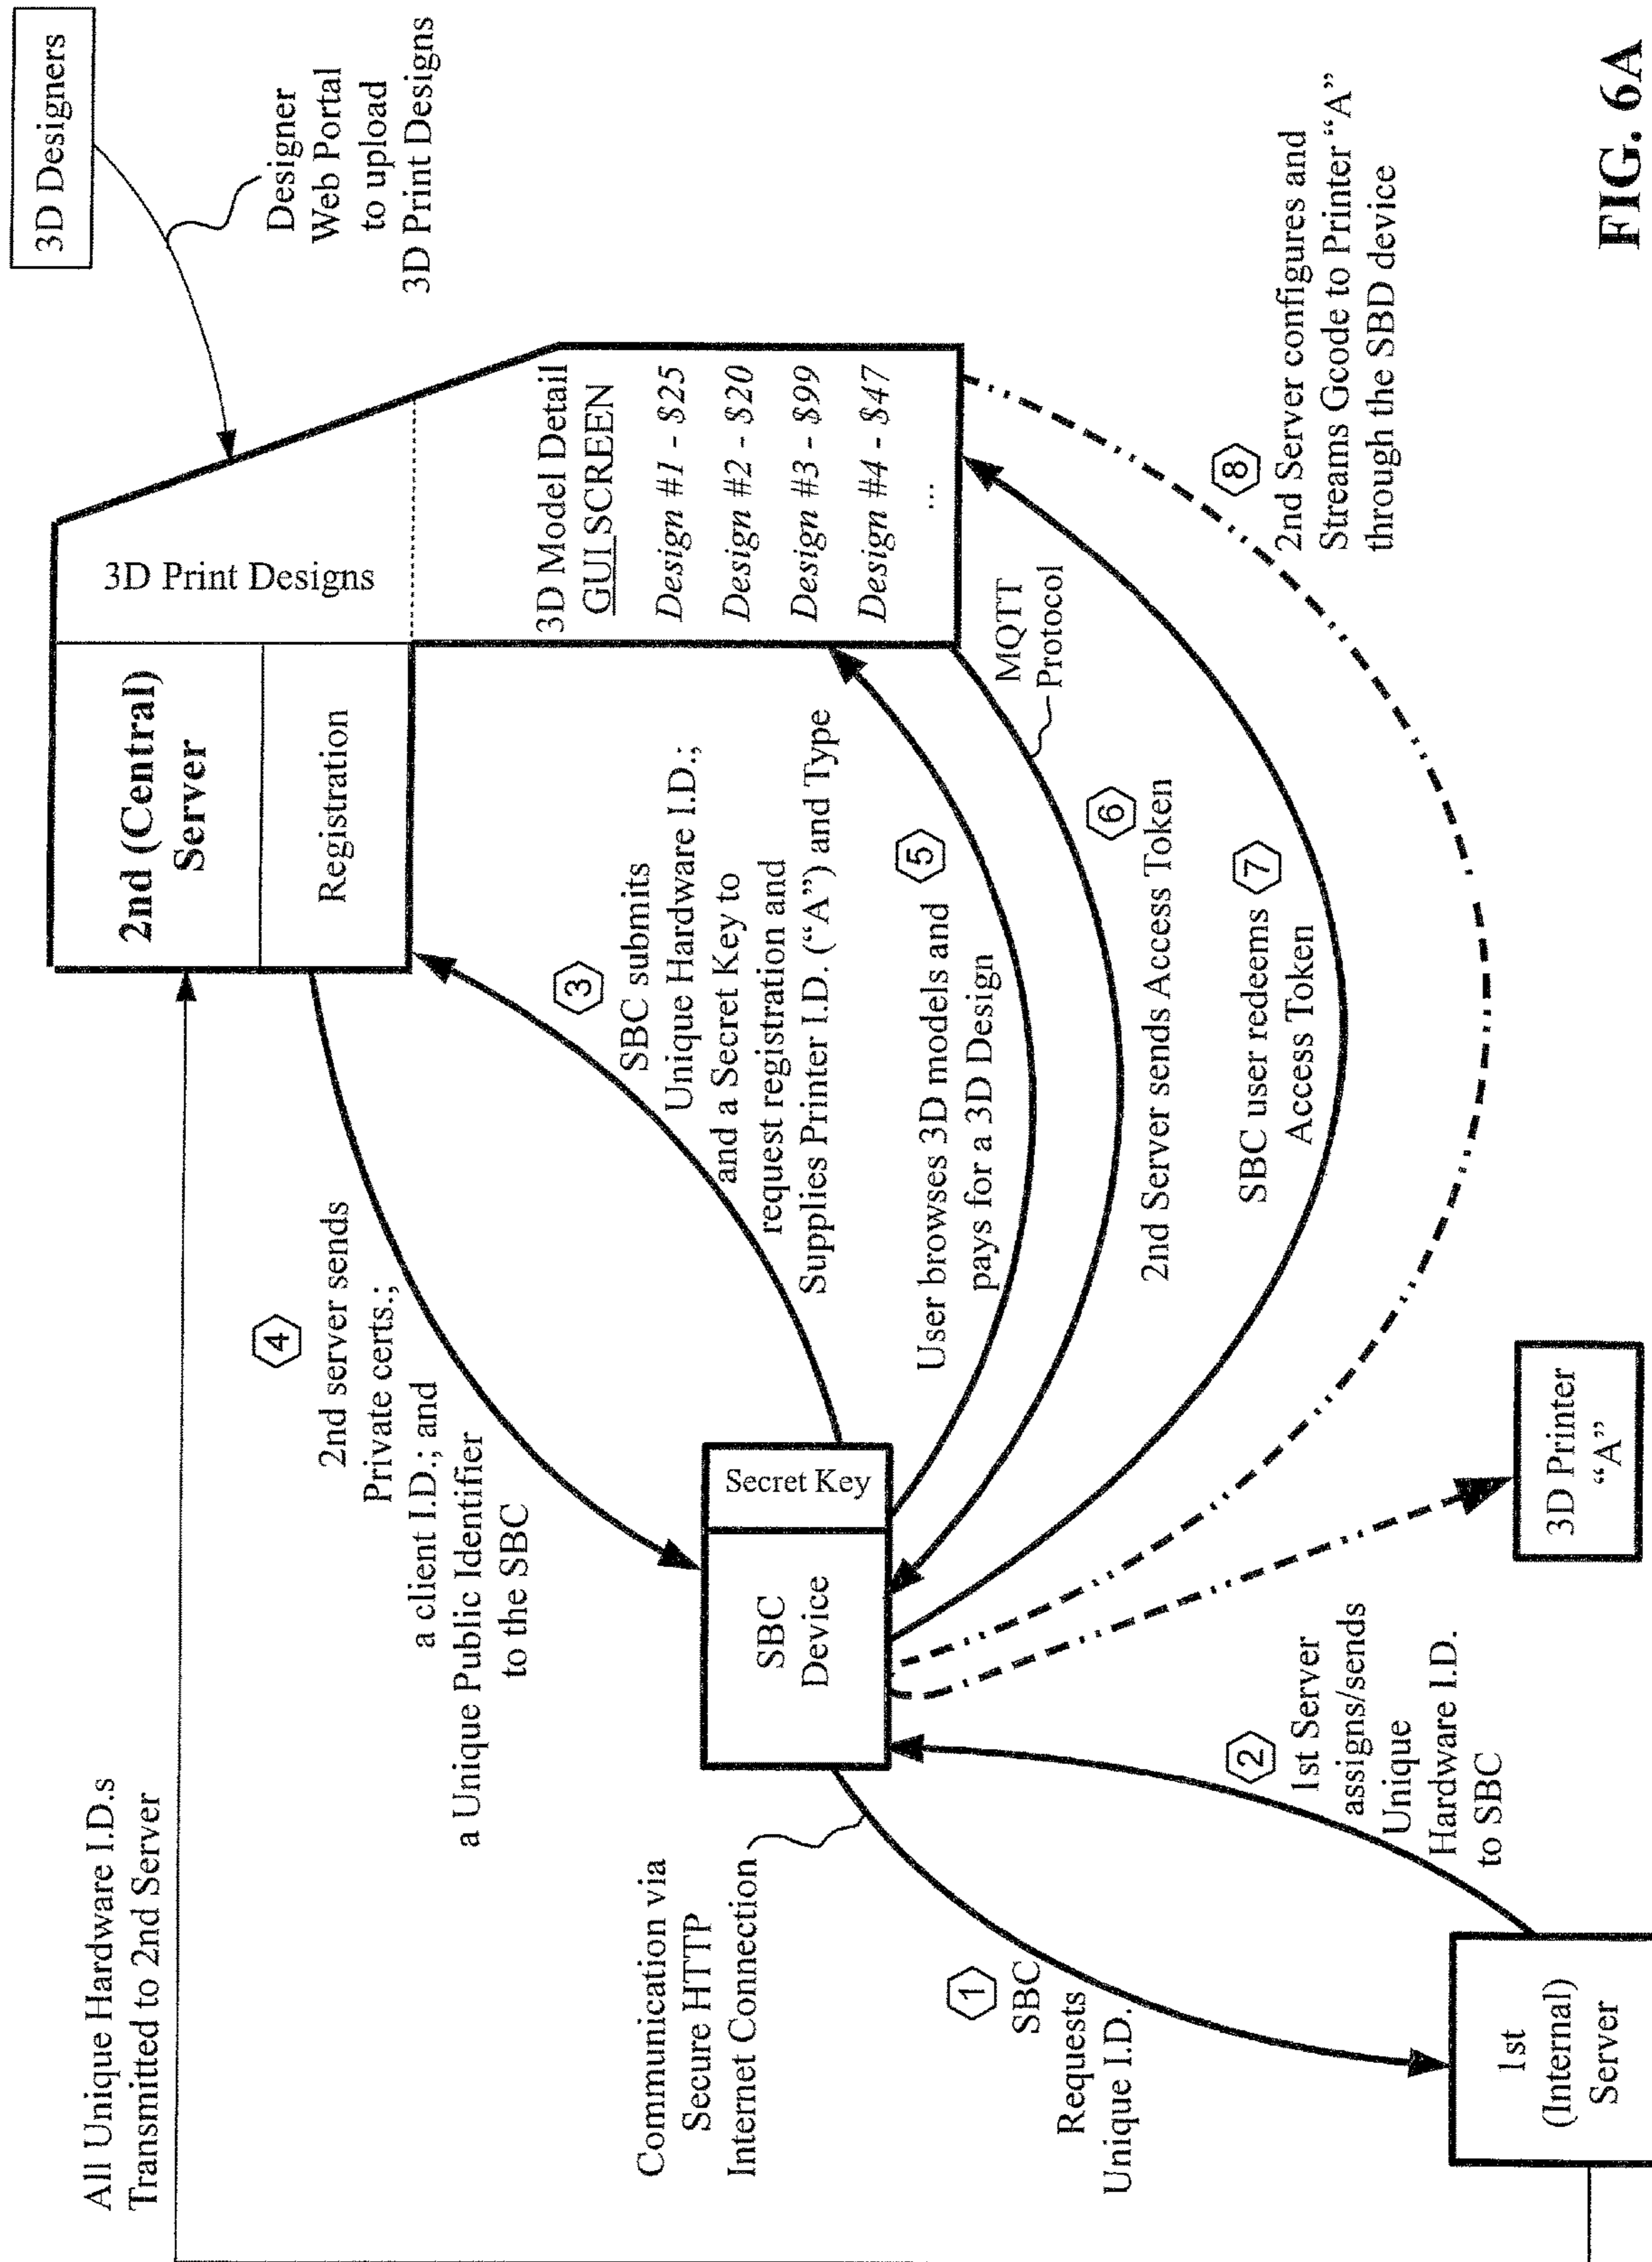 All Unique Hardware I.D.s
Transmitted to 2nd Server
2nd (Central)
Server
Registration
3D Print Designs
3D Designers
Designer
Web Portal
to upload
3D Print Designs
3D Model Detail
GUI SCREEN
Design #1 - $25
Design #2 - $20
Design #3 - $99
Design #4 - $47
...
4
2nd server sends
Private certs.;
a client I.D.; and
a Unique Public Identifier
to the SBC
3
SBC submits
Unique Hardware I.D.;
and a Secret Key to
request registration and
Supplies Printer I.D. (“A”) and Type
Communication via
Secure HTTP
Internet Connection
SBC
Device
Secret Key
User browses 3D models and
pays for a 3D Design
5
MQTT
Protocol
6
2nd Server sends Access Token
SBC user redeems
Access Token
7
8
2nd Server configures and
Streams Gcode to Printer “A”
through the SBD device
1
SBC
Requests
Unique I.D.
2
1st Server
assigns/sends
Unique
Hardware I.D.
to SBC
1st
(Internal)
Server
3D Printer
“A”
FIG. 6A